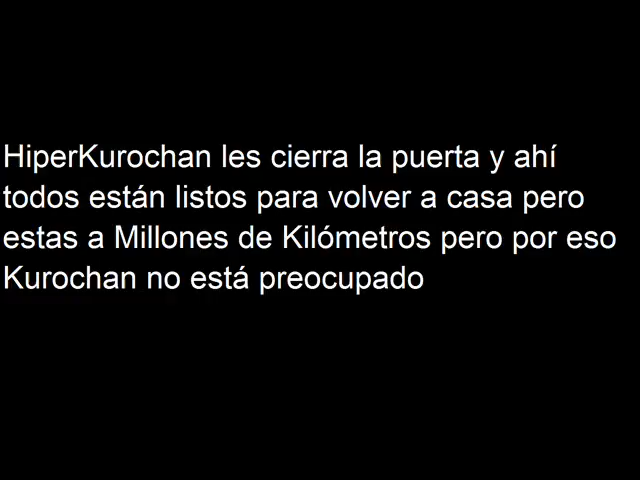 HiperKurochan les cierra la puerta y ahí
todos están listos para volver a casa pero
estas a Millones de Kilómetros pero por eso
Kurochan no está preocupado